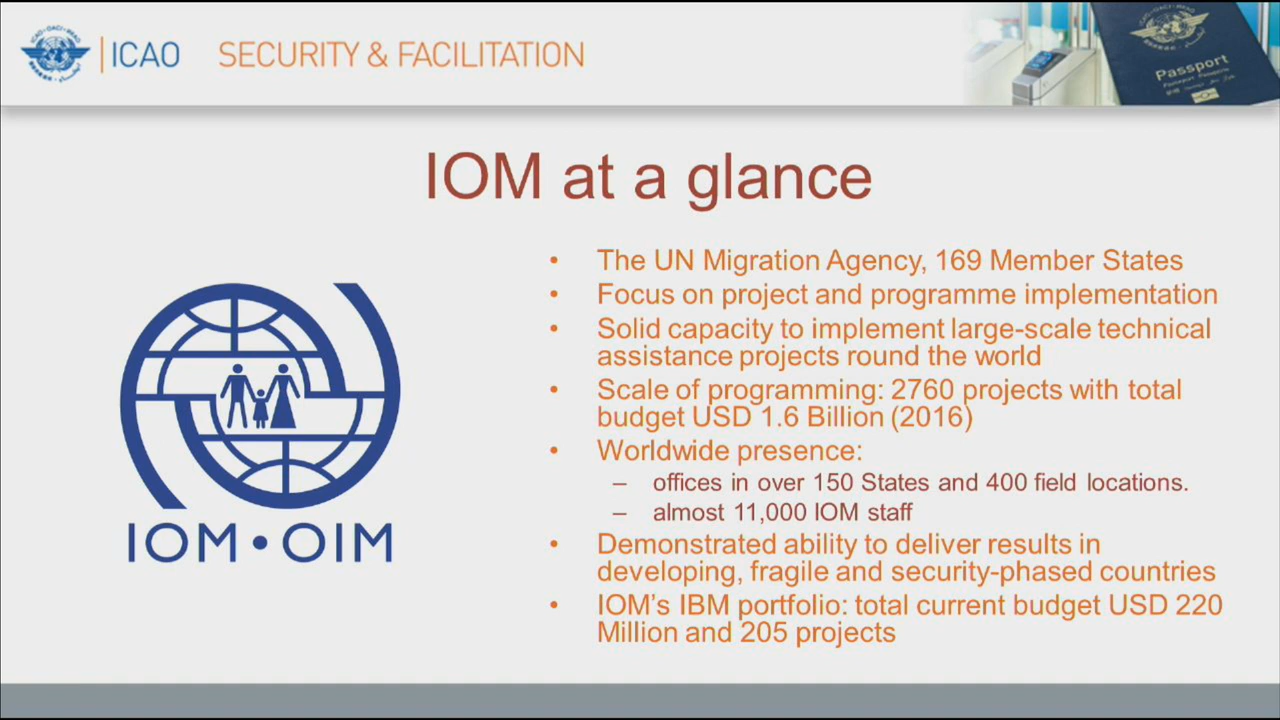 ICAO SECURITY & FACILITATION
Passport
IOM at a glance
• The UN Migration Agency, 169 Member States
• Focus on project and programme implementation
• Solid capacity to implement large-scale technical
assistance projects round the world
• Scale of programming: 2760 projects with total
budget USD 1.6 Billion (2016)
• Worldwide presence:
– offices in over 150 States and 400 field locations.
– almost 11,000 IOM staff
• Demonstrated ability to deliver results in
developing, fragile and security-phased countries
• IOM's IBM portfolio: total current budget USD 220
Million and 205 projects
IOM • OIM